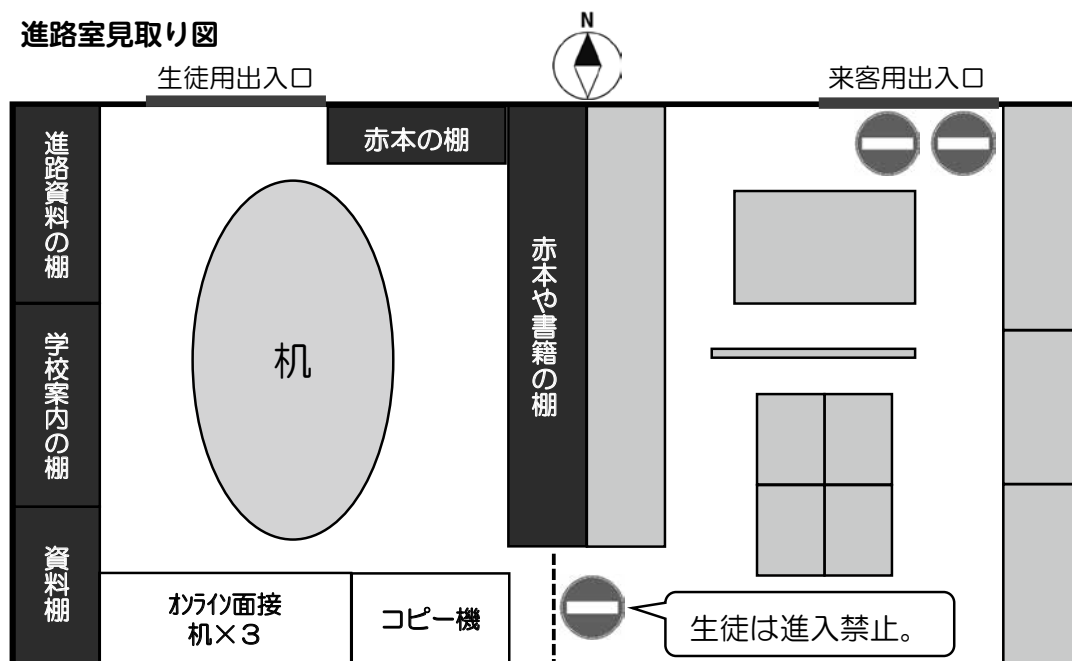 進路室見取り図
N
生徒用出入口
来客用出入口
進路資料の棚
赤本の棚
赤本や書籍の棚
机
学校案内の棚
資料棚
オンライン面接
机×3
コピー機
生徒は進入禁止。